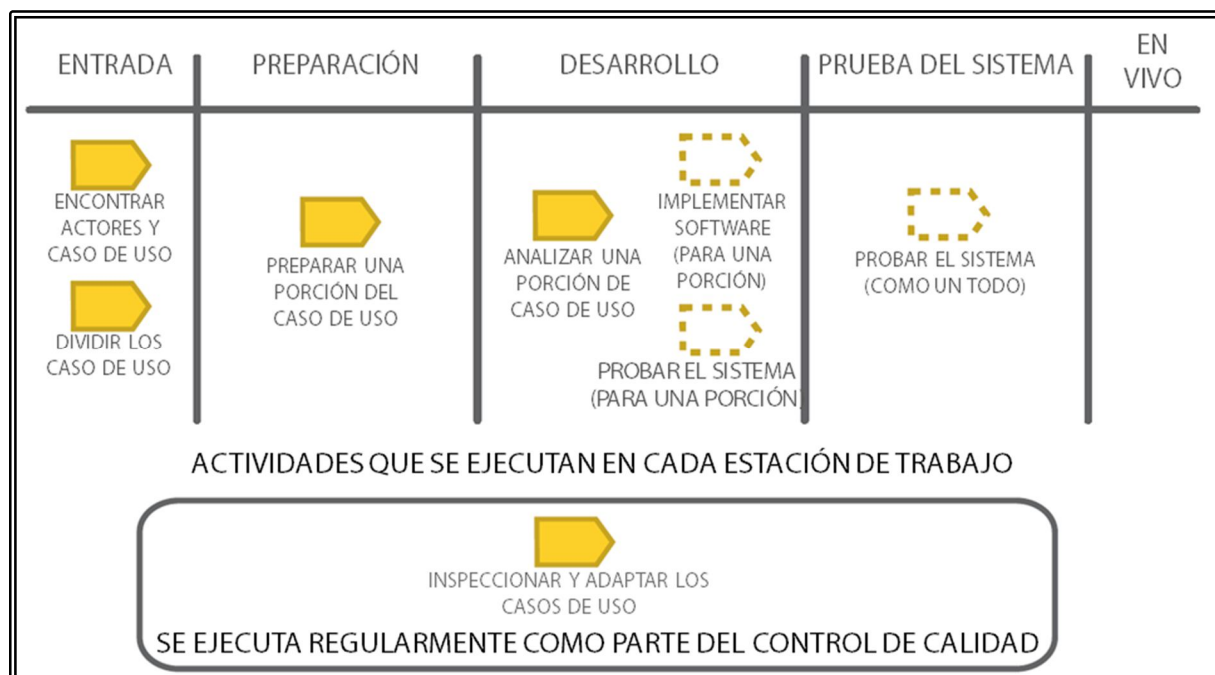 ENTRADA
PREPARACIÓN
DESARROLLO
PRUEBA DEL SISTEMA
EN
VIVO
ENCONTRAR
ACTORES Y
CASO DE USO
DIVIDIR LOS
CASO DE USO
PREPARAR UNA
PORCIÓN DEL
CASO DE USO
ANALIZAR UNA
PORCIÓN DE
CASO DE USO
IMPLEMENTAR
SOFTWARE
(PARA UNA
PORCIÓN)
PROBAR EL SISTEMA
(PARA UNA PORCIÓN)
PROBAR EL SISTEMA
(COMO UN TODO)
ACTIVIDADES QUE SE EJECUTAN EN CADA ESTACIÓN DE TRABAJO
INSPECCIONAR Y ADAPTAR LOS
CASOS DE USO
SE EJECUTA REGULARMENTE COMO PARTE DEL CONTROL DE CALIDAD